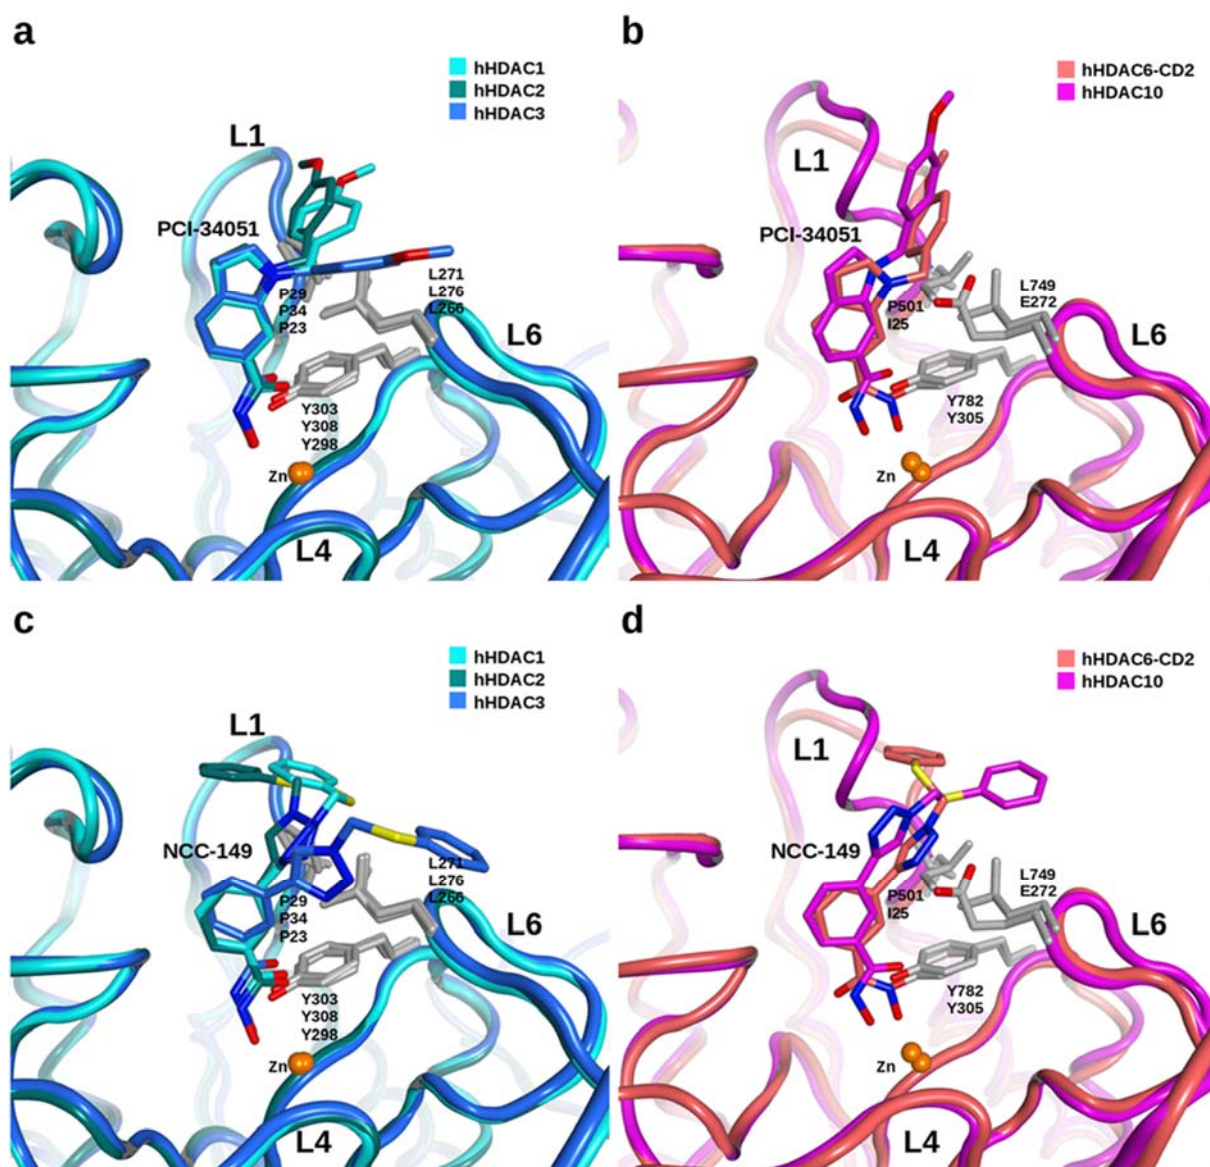 a
hHDAC1
hHDAC2
hHDAC3
L1
PCI-34051
P29
P34
P23
L271
L276
L266
L6
Y303
Y308
Y298
Zn
L4
b
hHDAC6-CD2
hHDAC10
L1
PCI-34051
P501
I25
L749
E272
L6
Y782
Y305
Zn
L4
c
hHDAC1
hHDAC2
hHDAC3
L1
NCC-149
P29
P34
P23
L271
L276
L266
L6
Y303
Y308
Y298
Zn
L4
d
hHDAC6-CD2
hHDAC10
L1
NCC-149
P501
I25
L749
E272
L6
Y782
Y305
Zn
L4